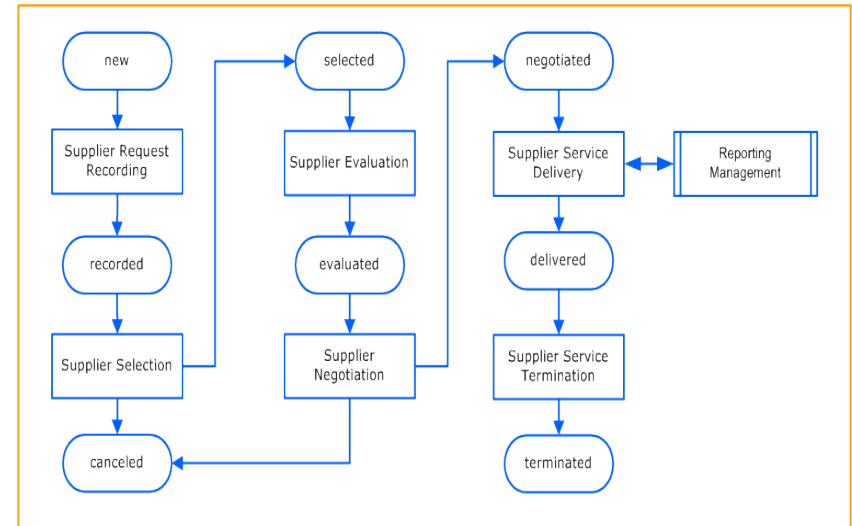 new
Supplier Request
Recording
recorded
Supplier Selection
canceled
selected
Supplier Evaluation
evaluated
Supplier
Negotiation
negotiated
Supplier Service
Delivery
Reporting
Management
delivered
Supplier Service
Termination
terminated